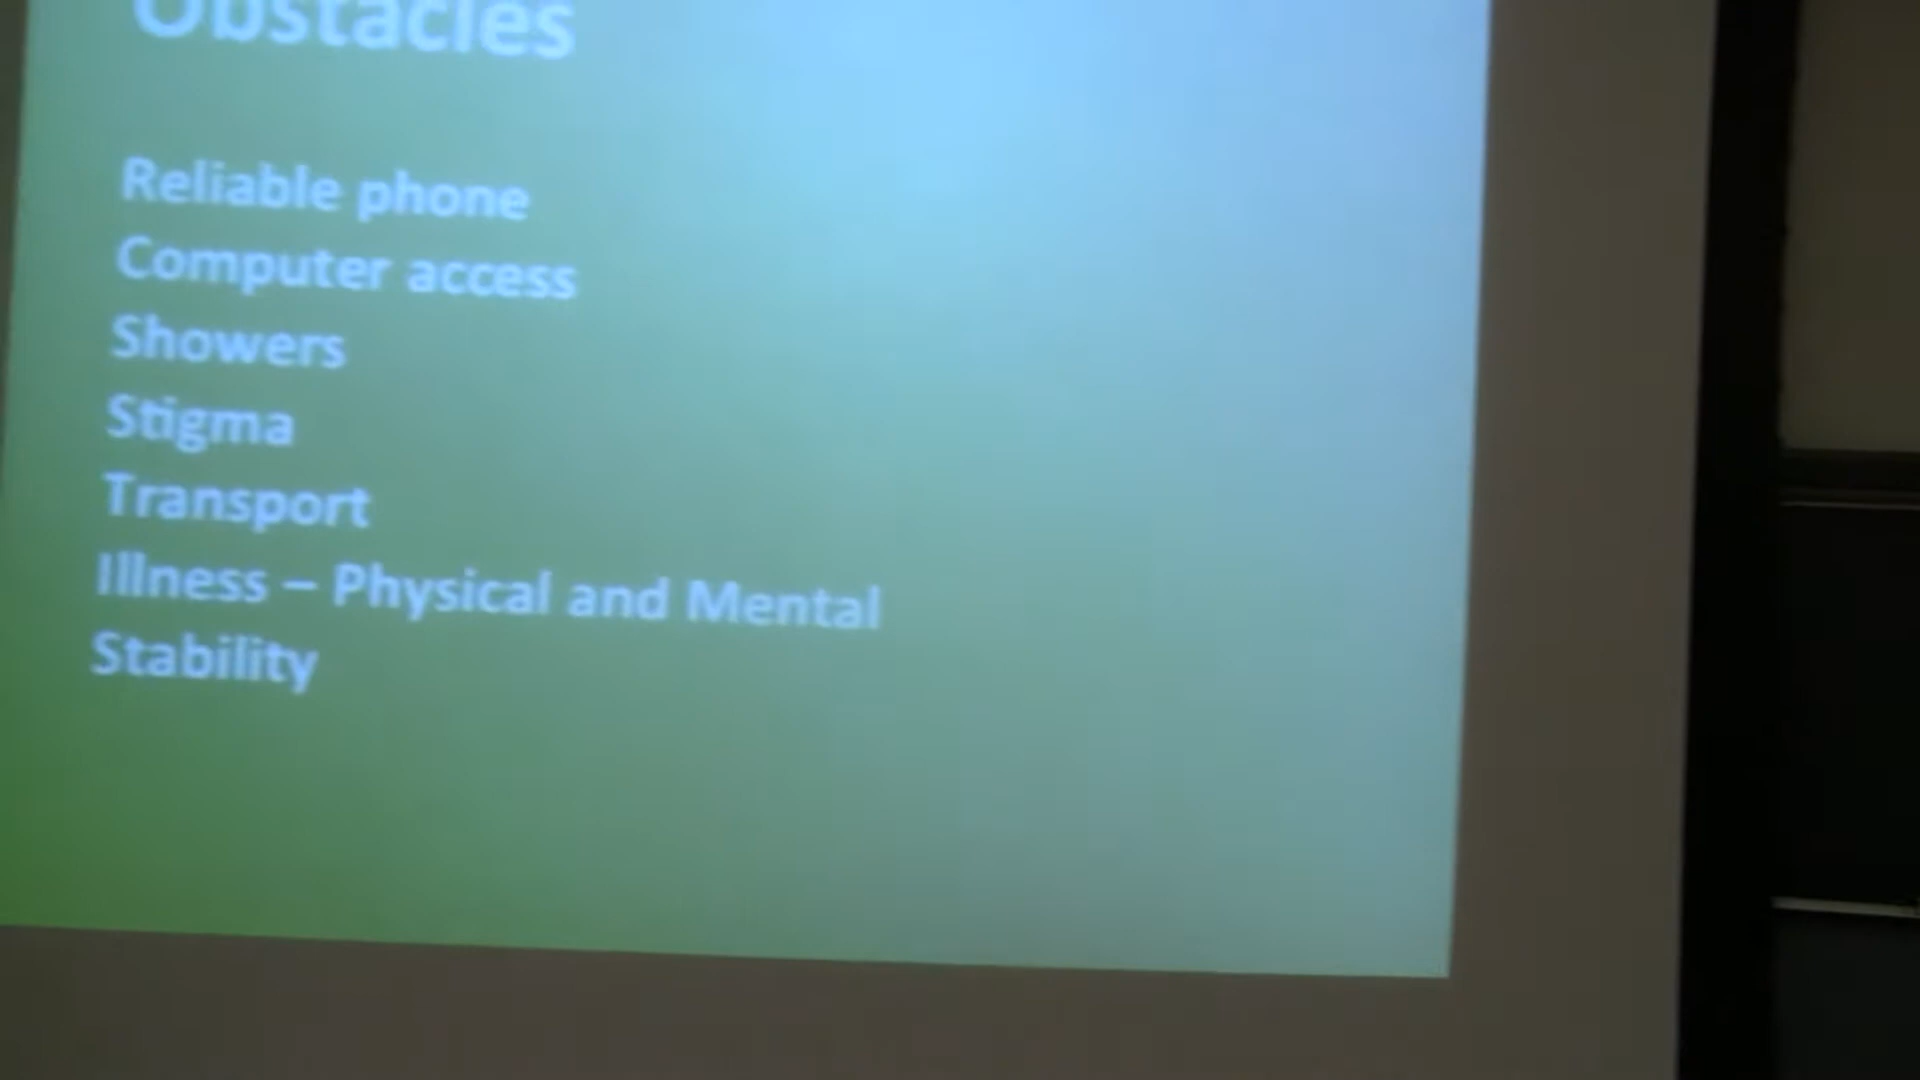 Obstacles
Reliable phone
Computer access
Showers
Stigma
Transport
Illness – Physical and Mental
Stability